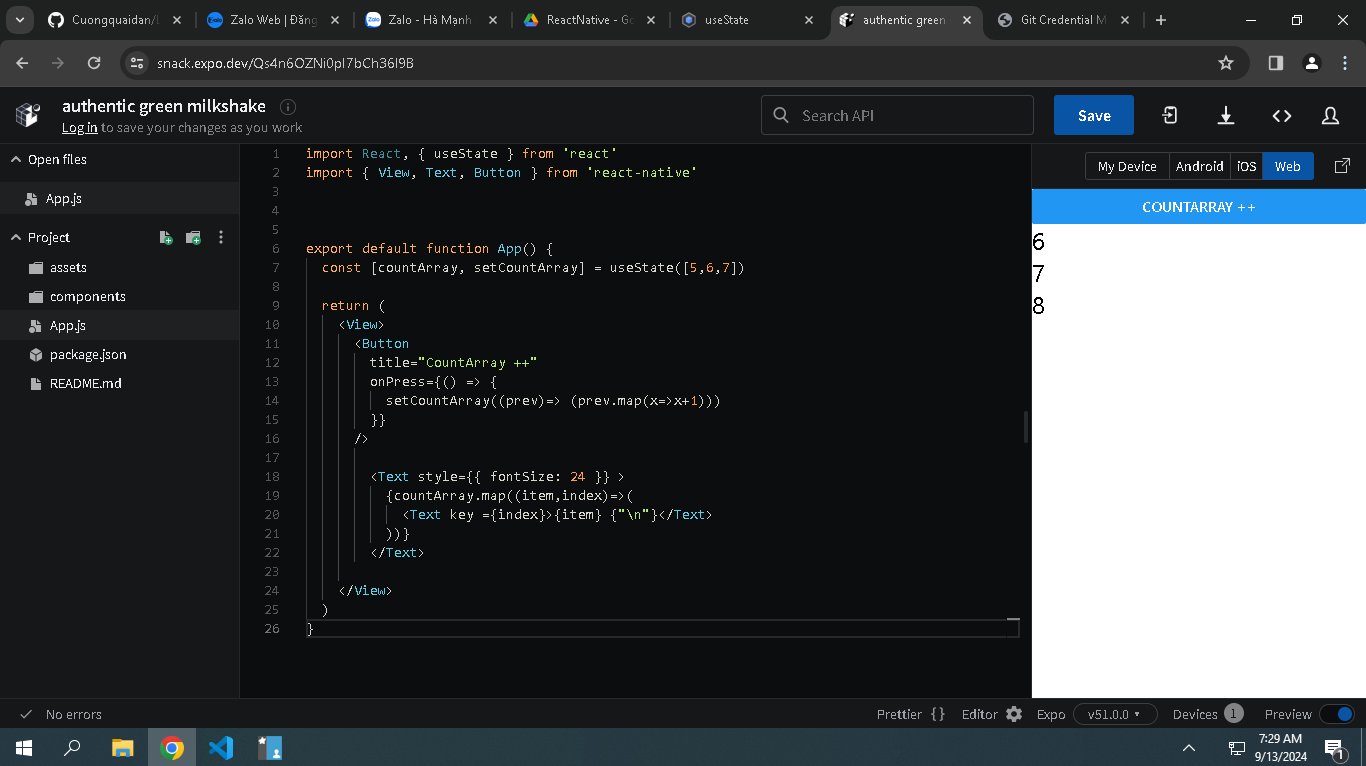 Cuongquaidan/L
Zalo Web | Đăng
Zalo - Hà Mạnh
ReactNative - Go
useState
authentic green
Git Credential M
snack.expo.dev/Qs4n6OZNi0pI7bCh36I9B
authentic green milkshake
Log in to save your changes as you work
Search API
Save
Open files
App.js
Project
assets
components
App.js
package.json
README.md
1 import React, { useState } from 'react'
2 import { View, Text, Button } from 'react-native'
3
4
5
6 export default function App() {
7 const [countArray, setCountArray] = useState([5,6,7])
8
9 return (
10 <View>
11 <Button
12 title="CountArray ++"
13 onPress={() => {
14 setCountArray((prev)=> (prev.map(x=>x+1)))
15 }}
16 />
17
18 <Text style={{ fontSize: 24 }} >
19 {countArray.map((item,index)=>(
20 <Text key ={index}>{item} {"\n"}</Text>
21 ))}
22 </Text>
23
24 </View>
25 )
26 }
My Device Android iOS Web
COUNTARRAY ++
6
7
8
No errors
Prettier {} Editor Expo v51.0.0 Devices 1 Preview
7:29 AM
9/13/2024
1